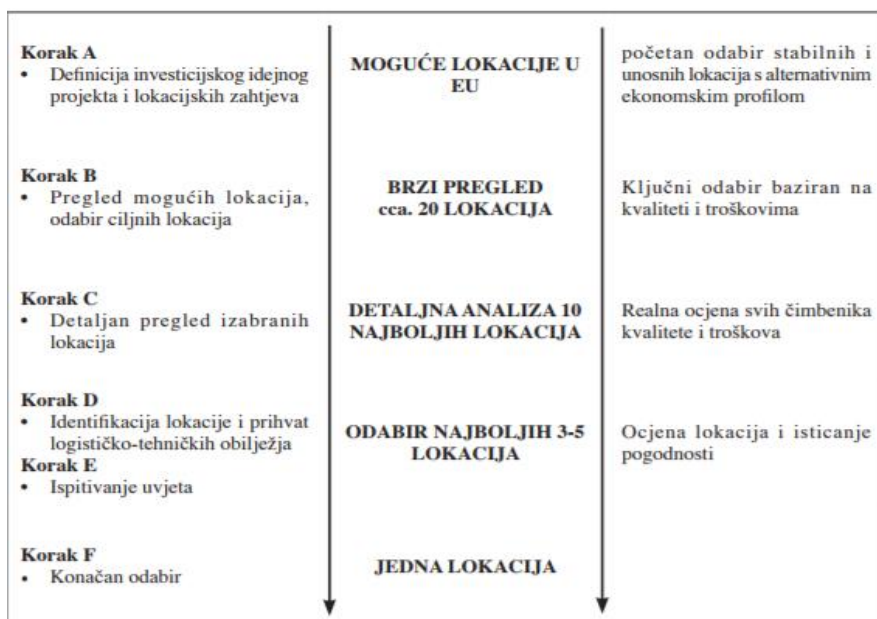 Korak A
• Definicija investicijskog idejnog
projekta i lokacijskih zahtjeva
MOGUĆE LOKACIJE U
EU
početan odabir stabilnih i
unosnih lokacija s alternativnim
ekonomskim profilom
Korak B
• Pregled mogućih lokacija,
odabir ciljnih lokacija
BRZI PREGLED
cca. 20 LOKACIJA
Ključni odabir baziran na
kvaliteti i troškovima
Korak C
• Detaljan pregled izabranih
lokacija
DETALJNA ANALIZA 10
NAJBOLJIH LOKACIJA
Realna ocjena svih čimbenika
kvalitete i troškova
Korak D
• Identifikacija lokacije i prihvat
logističko-tehničkih obilježja
Korak E
• Ispitivanje uvjeta
ODABIR NAJBOLJIH 3-5
LOKACIJA
Ocjena lokacija i isticanje
pogodnosti
Korak F
• Konačan odabir
JEDNA LOKACIJA